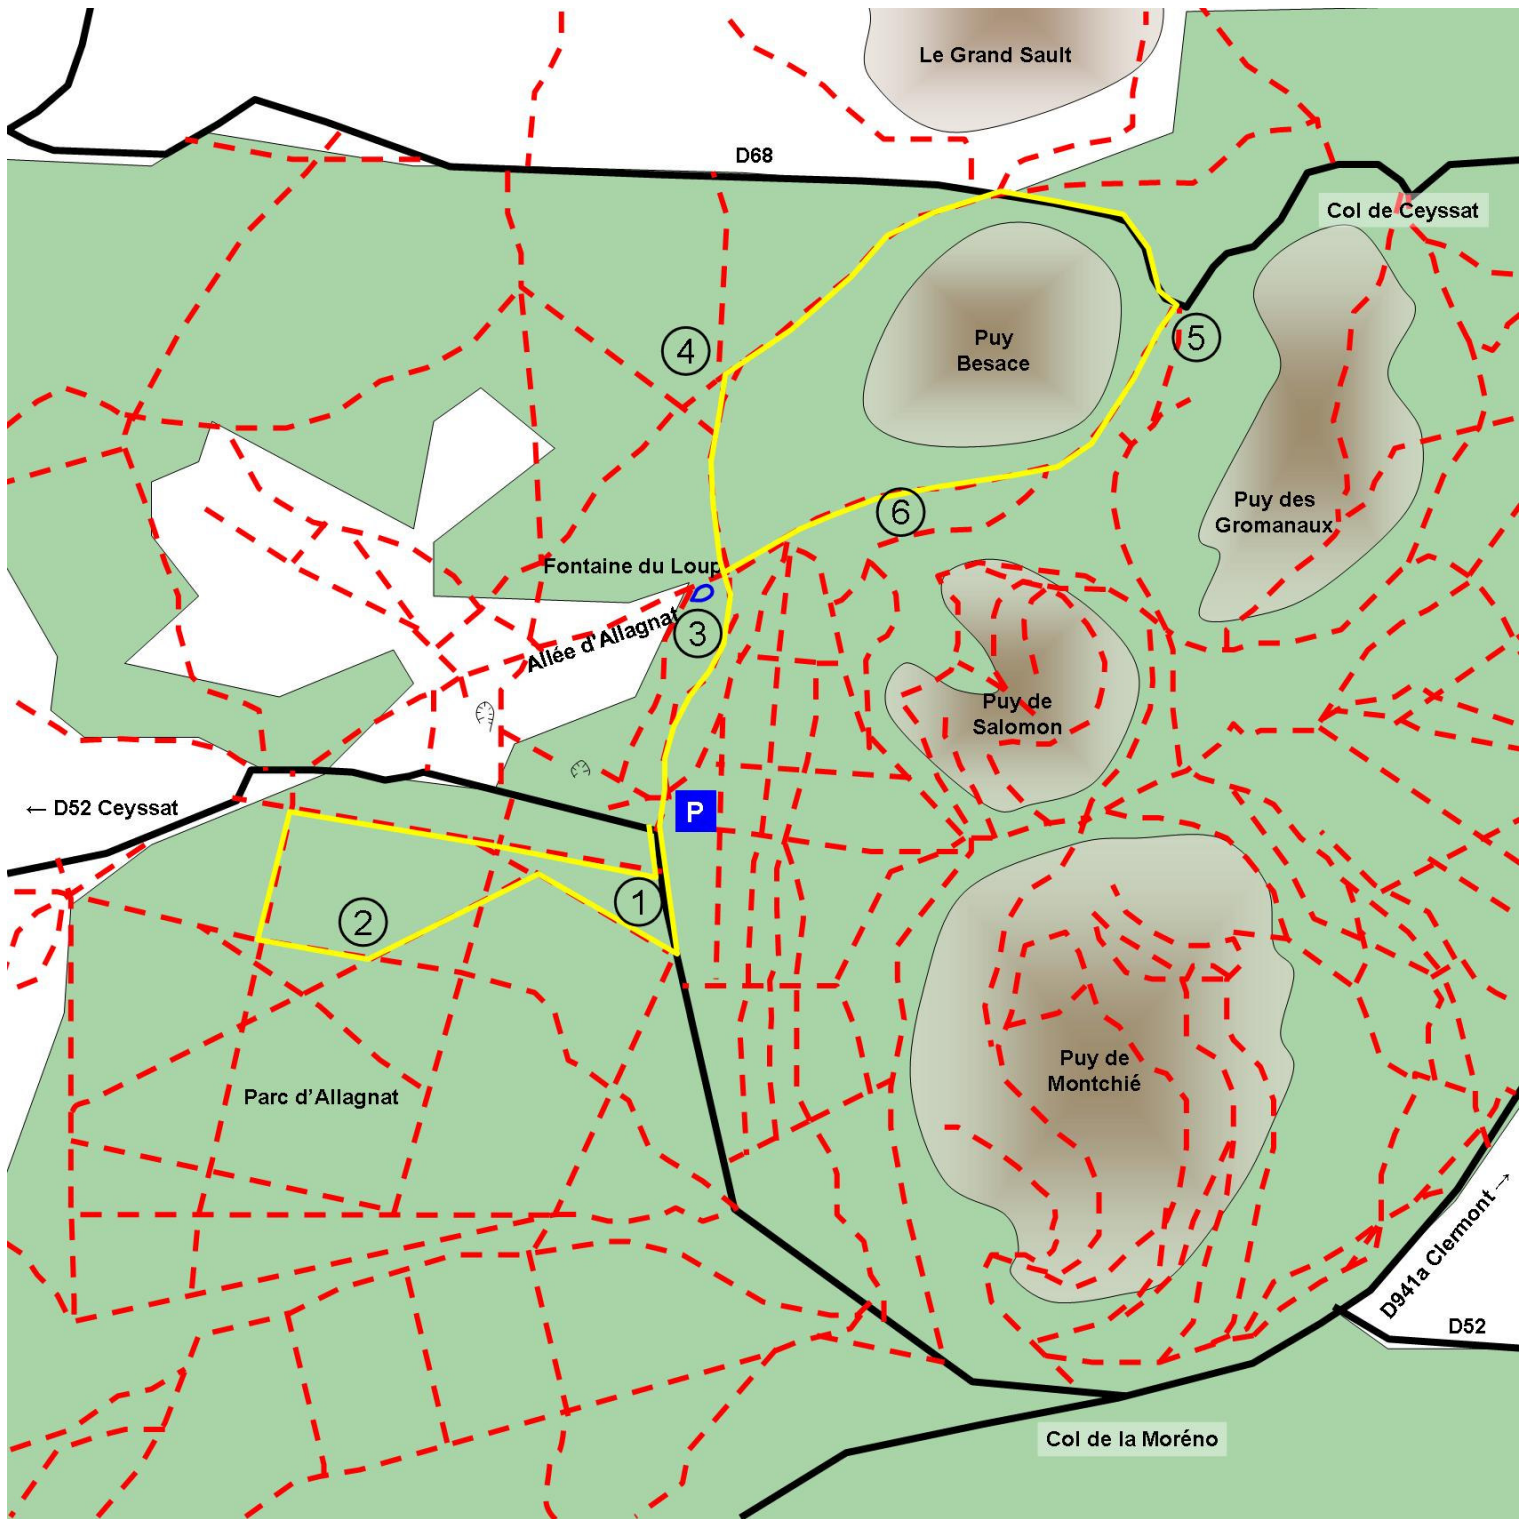 Le Grand Sault
D68
Col de Ceyssat
Puy
Besace
4
5
Puy des
Gromanaux
6
Fontaine du Loup
Allée d'Allagnat
3
Puy de
Salomon
← D52 Ceyssat
P
1
2
Puy de
Montchié
Parc d'Allagnat
D941a Clermont →
D52
Col de la Moréno